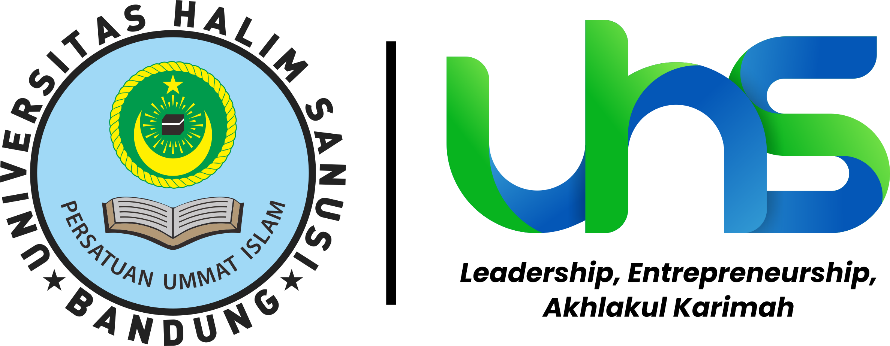 UNIVERSITAS HALIM SANUSI
BANDUNG
PERSATUAN UMMAT ISLAM
uhs
Leadership, Entrepreneurship,
Akhlakul Karimah